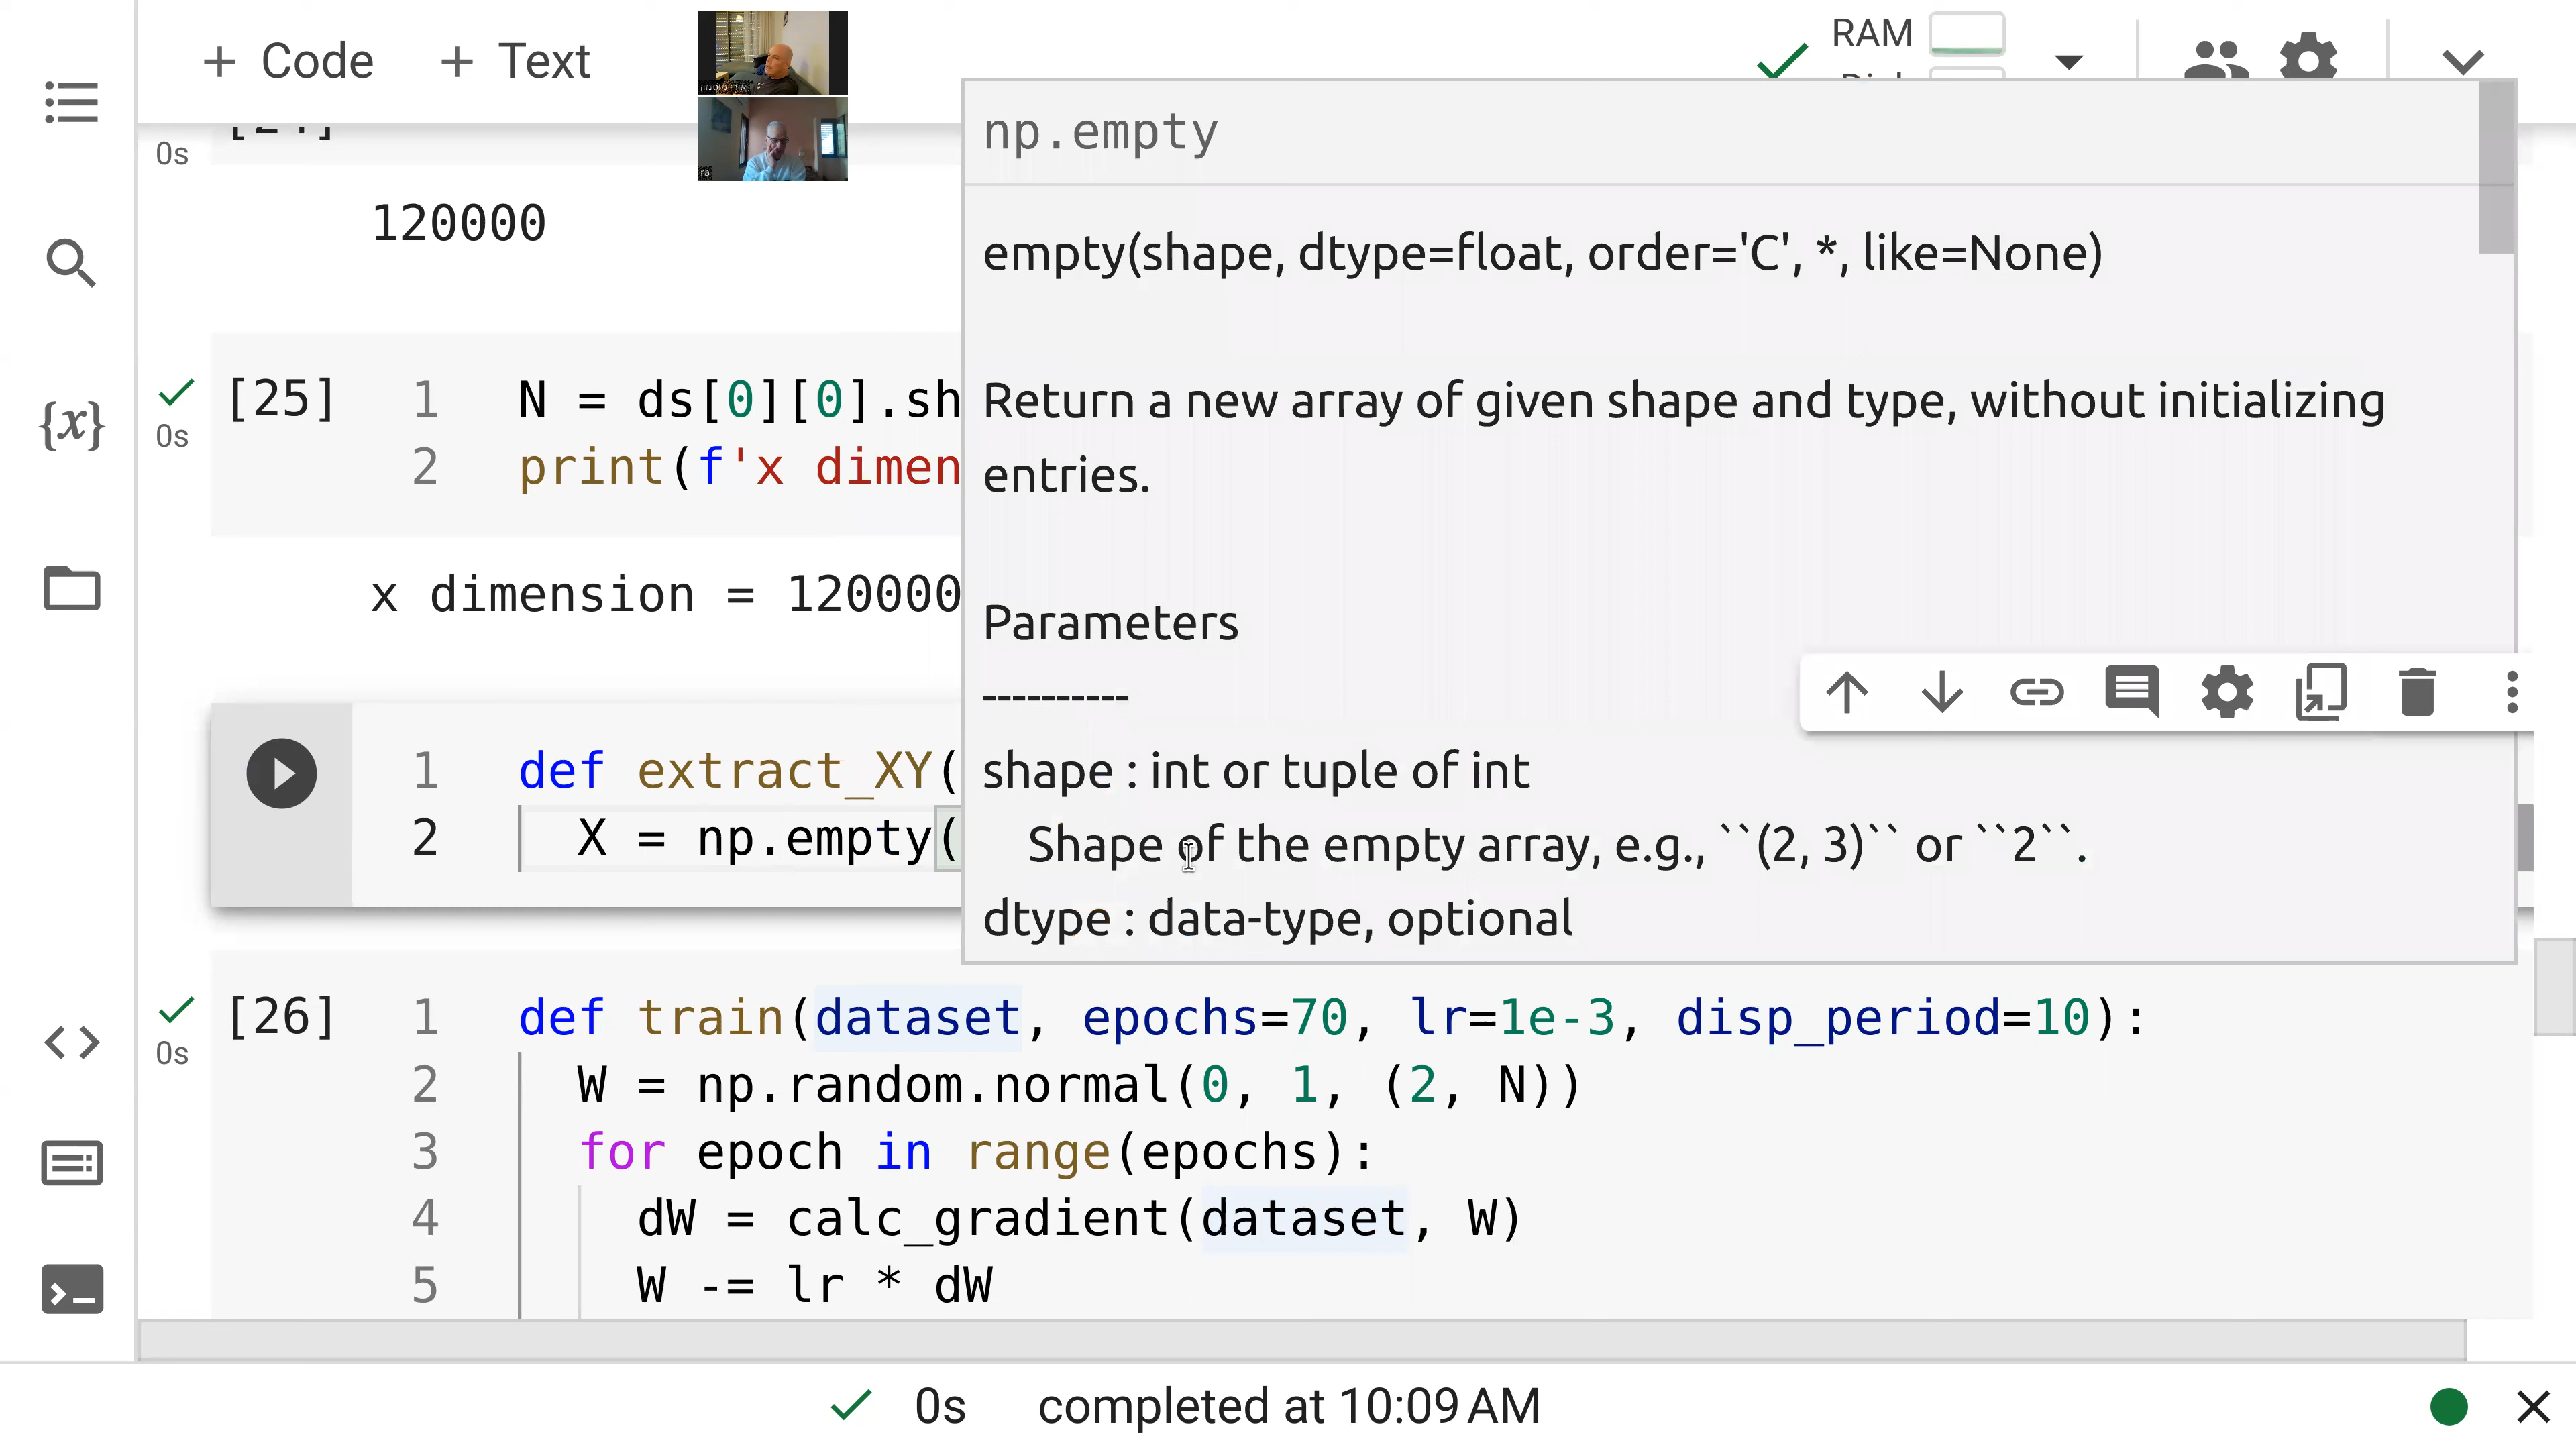 + Code + Text
RAM
0s
120000
[25]
0s
1 N = ds[0][0].sh
2 print(f'x dimen
x dimension = 120000
1 def extract_XY(
2 X = np.empty(
np.empty
empty(shape, dtype=float, order='C', *, like=None)
Return a new array of given shape and type, without initializing
entries.
Parameters
----------
shape : int or tuple of int
Shape of the empty array, e.g., ``(2, 3)`` or ``2``.
dtype : data-type, optional
[26]
0s
1 def train(dataset, epochs=70, lr=1e-3, disp_period=10):
2 W = np.random.normal(0, 1, (2, N))
3 for epoch in range(epochs):
4 dW = calc_gradient(dataset, W)
5 W -= lr * dW
0s completed at 10:09 AM
{x}
ra